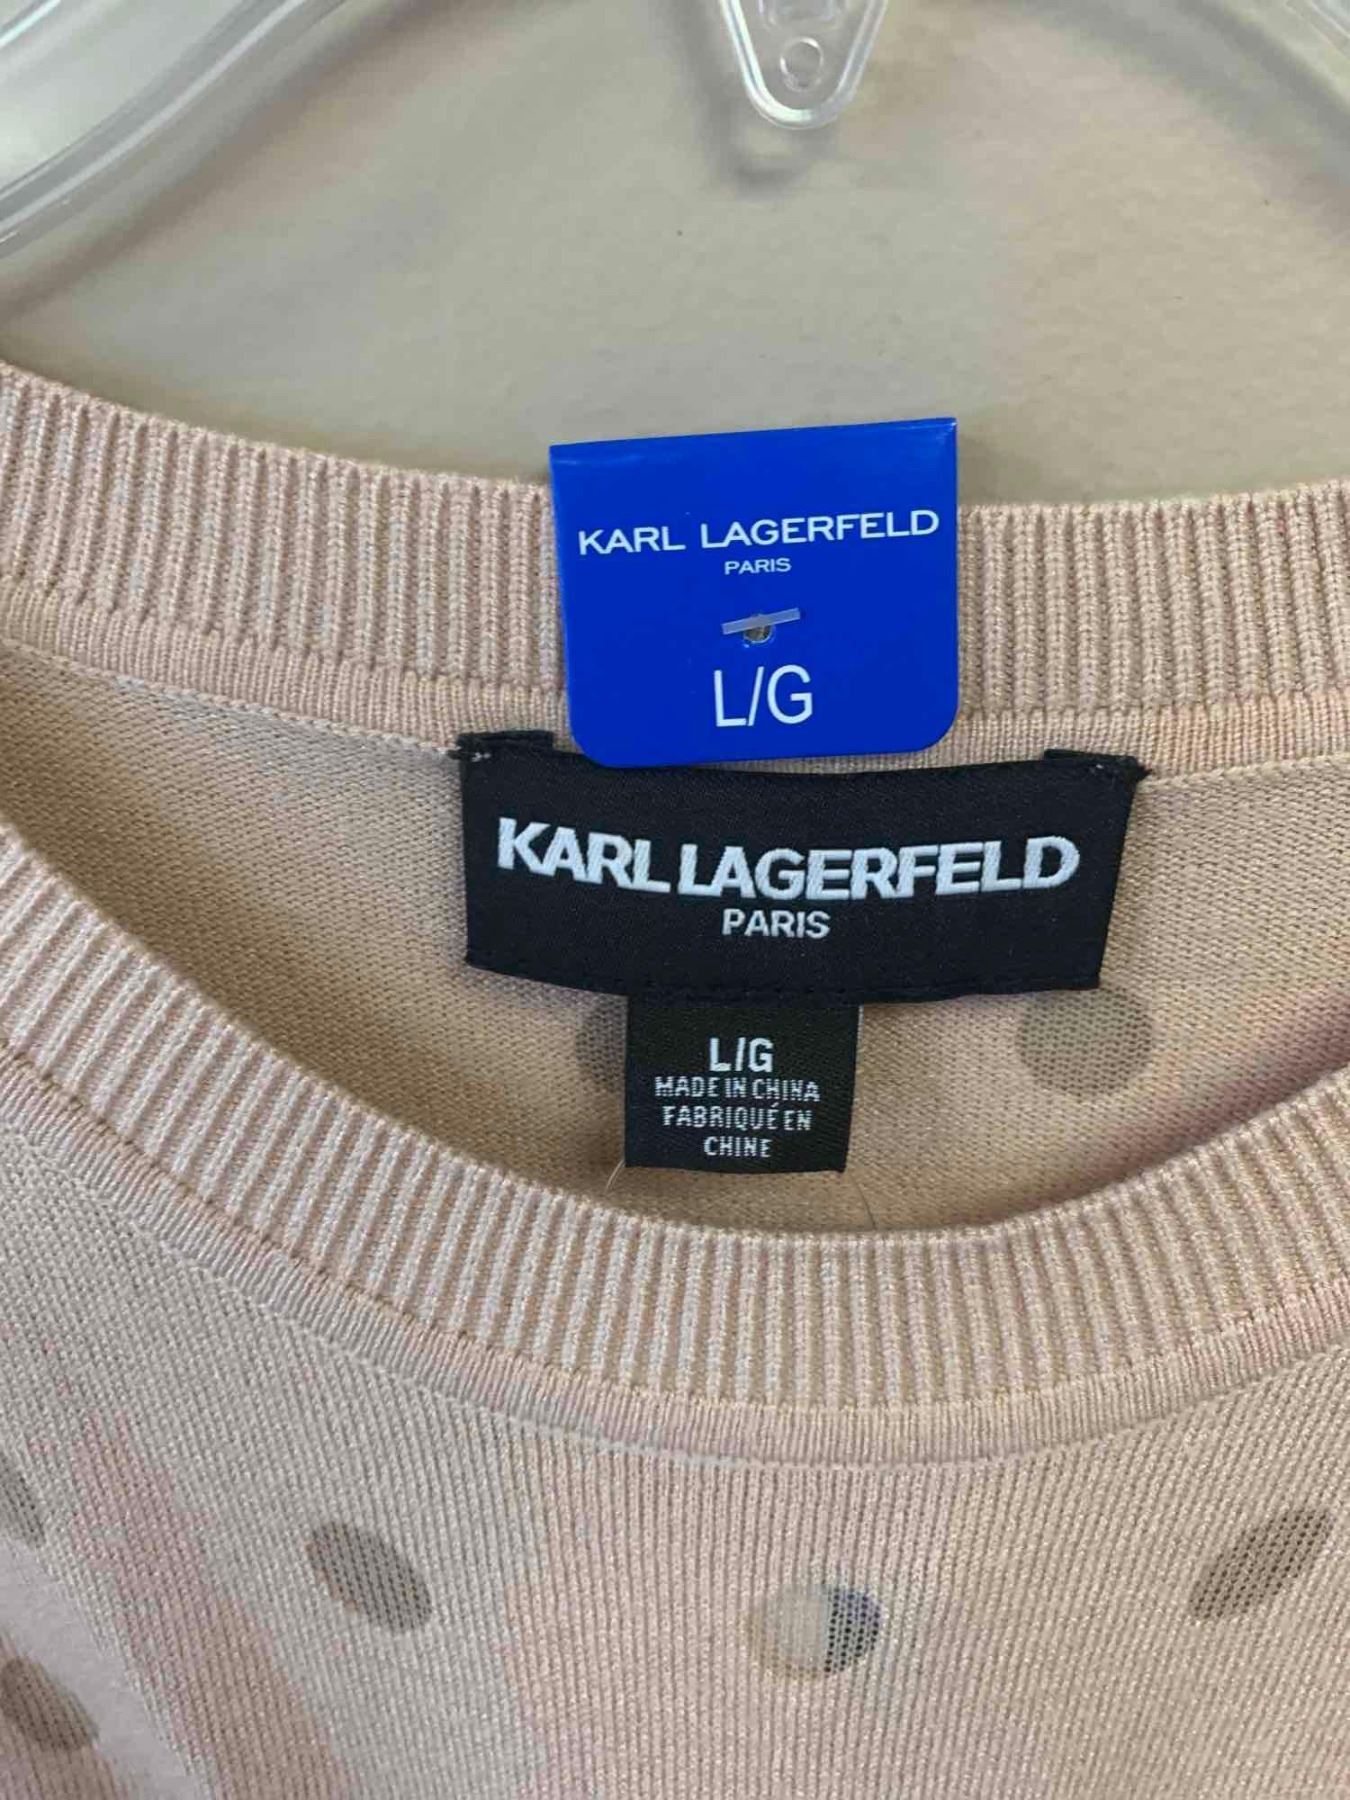 KARL LAGERFELD
PARIS
L/G
KARL LAGERFELD
PARIS
L/G
MADE IN CHINA
FABRIQUÉ EN
CHINE